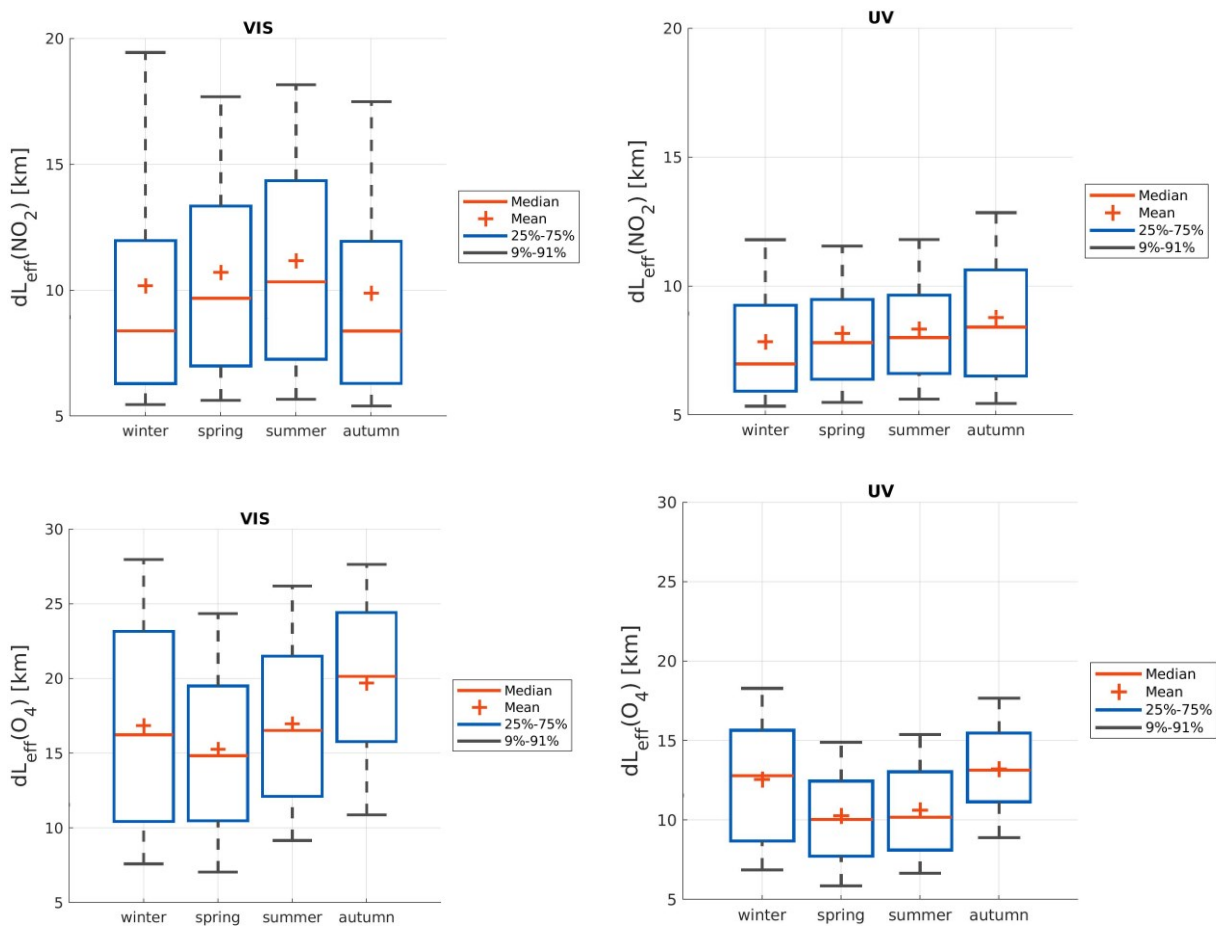 VIS
20
15
10
5
dL_eff(NO_2) [km]
winter spring summer autumn
Median
Mean
25%-75%
9%-91%
UV
20
15
10
5
dL_eff(NO_2) [km]
winter spring summer autumn
Median
Mean
25%-75%
9%-91%
VIS
30
25
20
15
10
5
dL_eff(O_4) [km]
winter spring summer autumn
Median
Mean
25%-75%
9%-91%
UV
30
25
20
15
10
5
dL_eff(O_4) [km]
winter spring summer autumn
Median
Mean
25%-75%
9%-91%